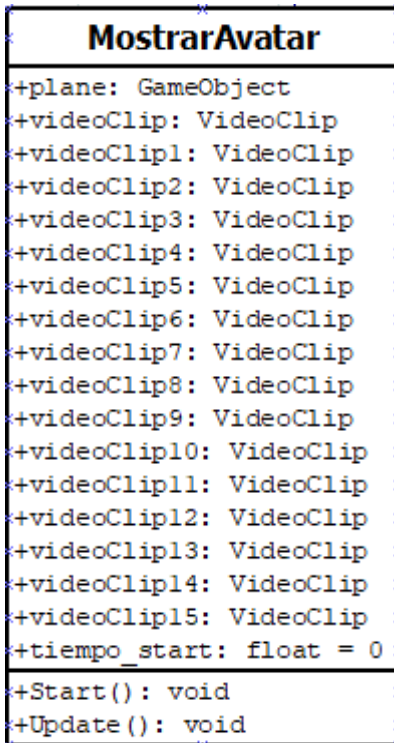 MostrarAvatar
+plane: GameObject
+videoClip: VideoClip
+videoClip1: VideoClip
+videoClip2: VideoClip
+videoClip3: VideoClip
+videoClip4: VideoClip
+videoClip5: VideoClip
+videoClip6: VideoClip
+videoClip7: VideoClip
+videoClip8: VideoClip
+videoClip9: VideoClip
+videoClip10: VideoClip
+videoClip11: VideoClip
+videoClip12: VideoClip
+videoClip13: VideoClip
+videoClip14: VideoClip
+videoClip15: VideoClip
+tiempo_start: float = 0
+Start(): void
+Update(): void